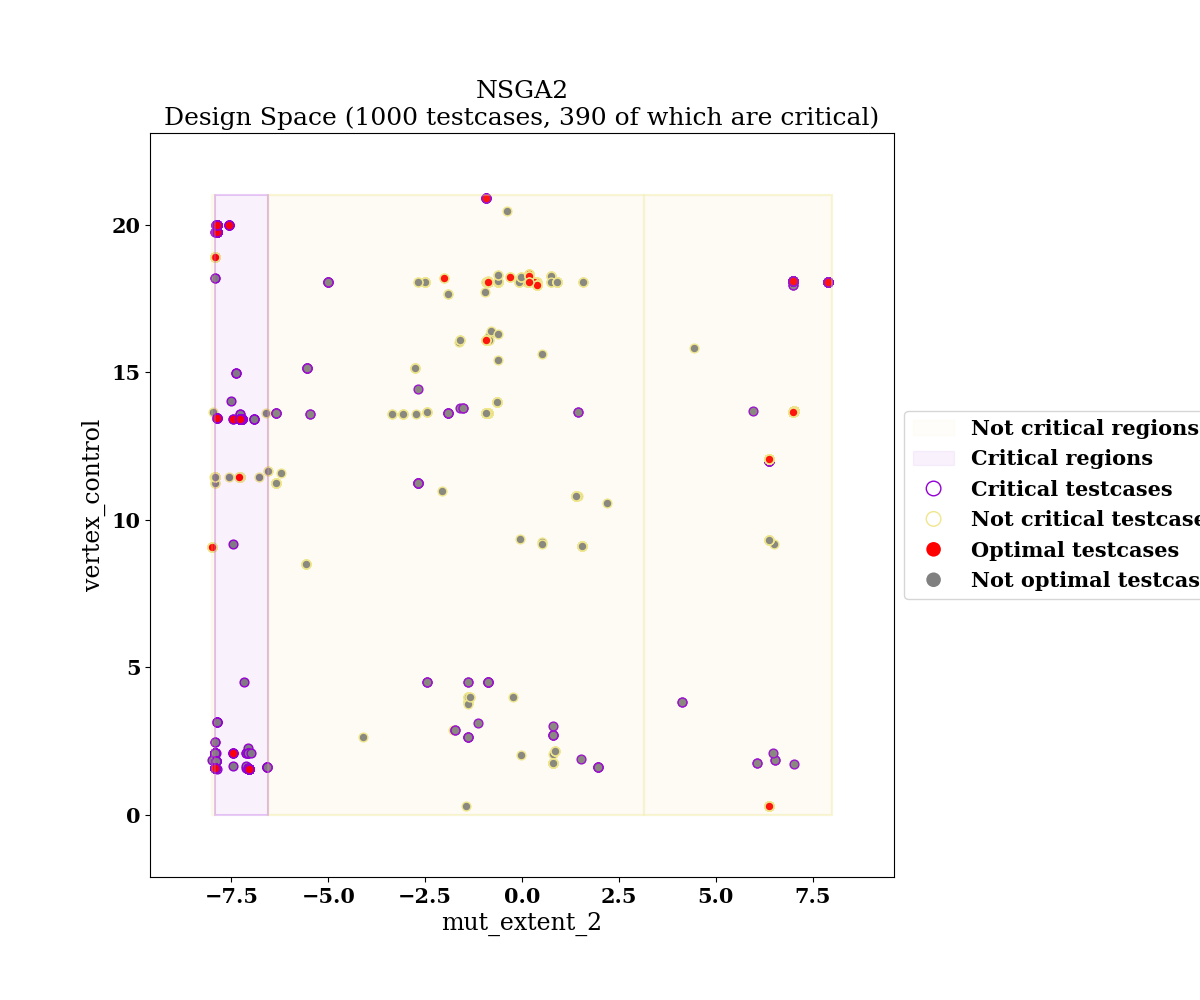 NSGA2
Design Space (1000 testcases, 390 of which are critical)
vertex_control
20
15
10
5
0
−7.5 −5.0 −2.5 0.0 2.5 5.0 7.5
mut_extent_2
Not critical regions
Critical regions
Critical testcases
Not critical testcase
Optimal testcases
Not optimal testcas